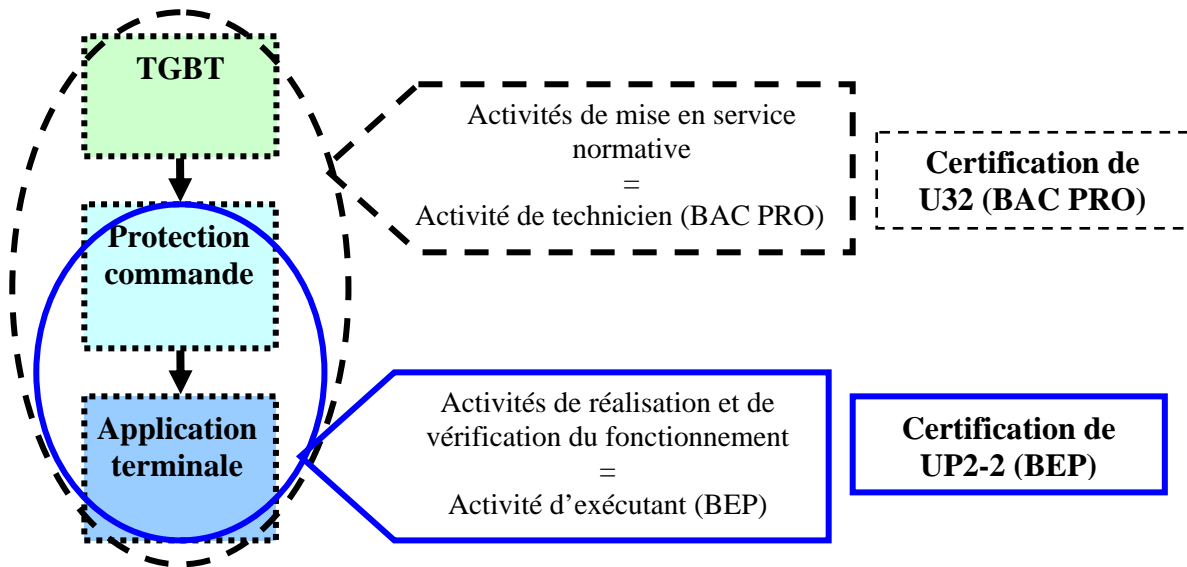 TGBT
Protection
commande
Application
terminale
Activités de mise en service
normative
=
Activité de technicien (BAC PRO)
Certification de
U32 (BAC PRO)
Activités de réalisation et de
vérification du fonctionnement
=
Activité d'exécutant (BEP)
Certification de
UP2-2 (BEP)